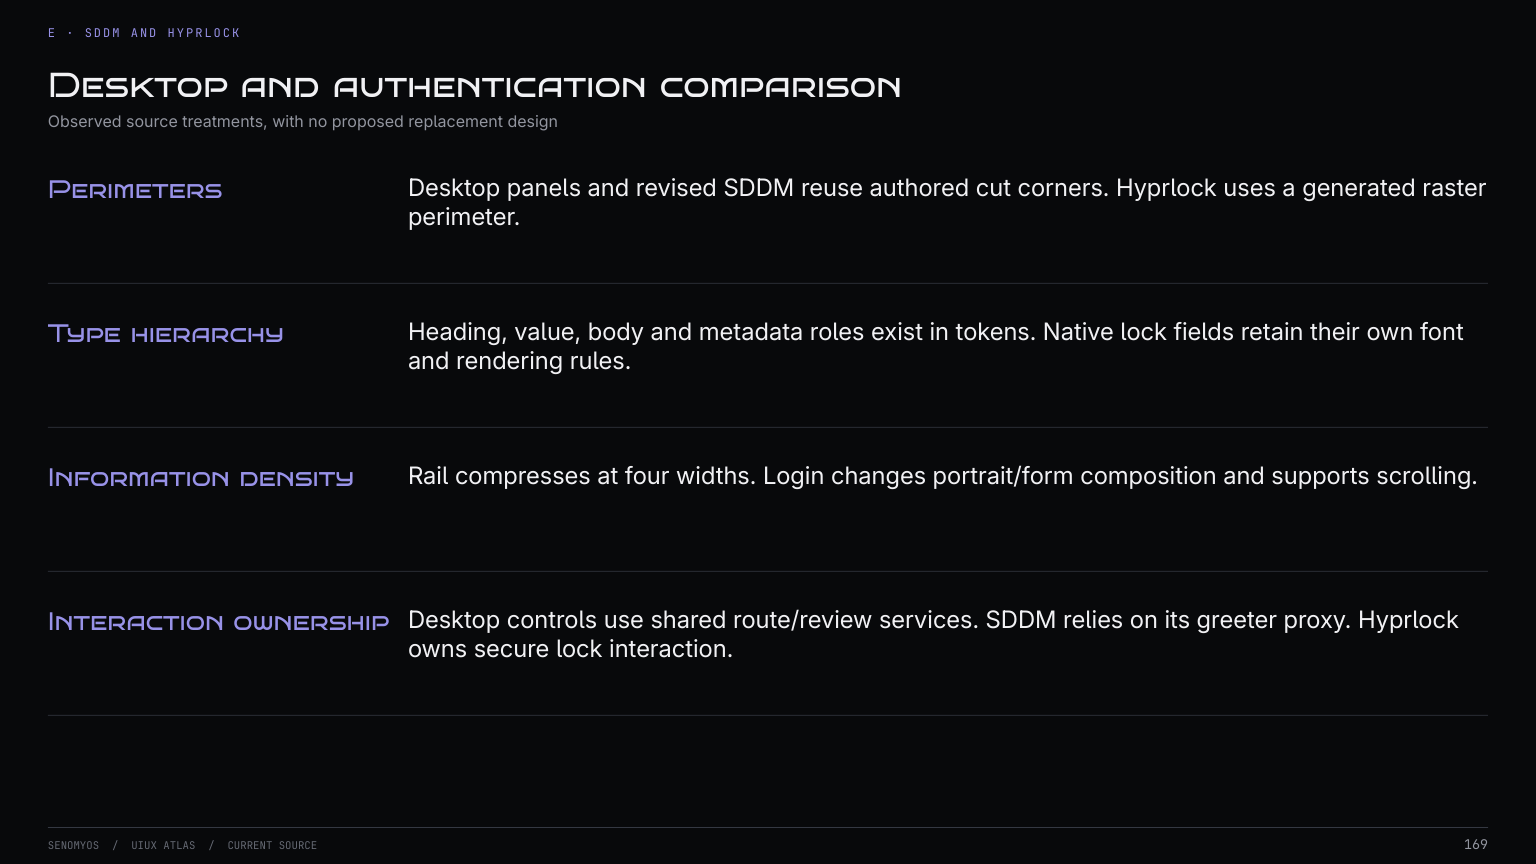 E · SDDM AND HYPRLOCK
Desktop and authentication comparison
Observed source treatments, with no proposed replacement design
Perimeters
Desktop panels and revised SDDM reuse authored cut corners. Hyprlock uses a generated raster
perimeter.
Type hierarchy
Heading, value, body and metadata roles exist in tokens. Native lock fields retain their own font
and rendering rules.
Information density
Rail compresses at four widths. Login changes portrait/form composition and supports scrolling.
Interaction ownership
Desktop controls use shared route/review services. SDDM relies on its greeter proxy. Hyprlock
owns secure lock interaction.
SENOMYOS / UIUX ATLAS / CURRENT SOURCE
169